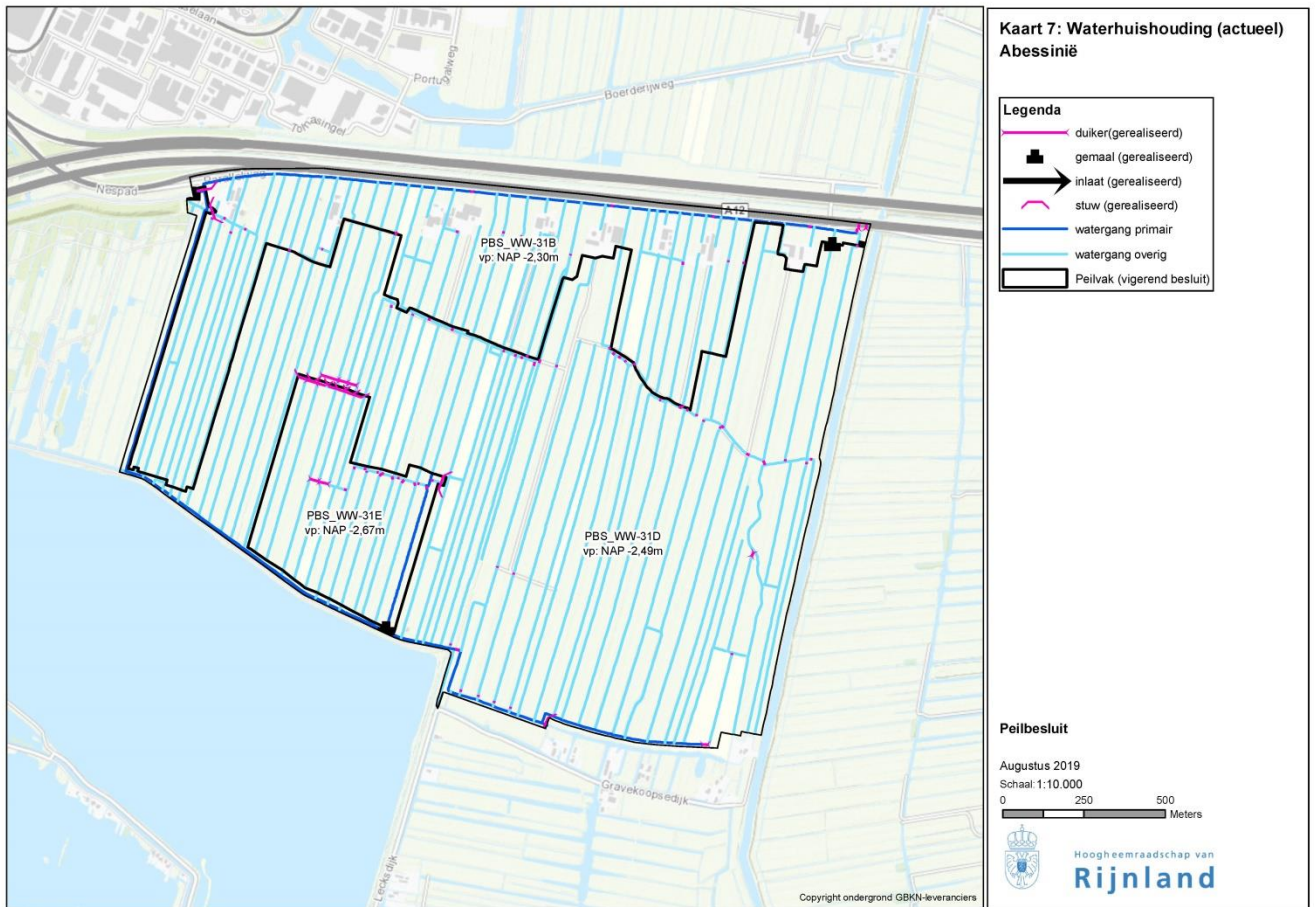 Portugalweg
Boerderijweg
Tokasingel
Nespad
A12
PBS_WW-31B
vp: NAP -2,30m
PBS_WW-31E
vp: NAP -2,67m
PBS_WW-31D
vp: NAP -2,49m
Gravekoopsedijk
Lecksdijk
Copyright ondergrond GBKN-leveranciers
Kaart 7: Waterhuishouding (actueel)
Abessinië
Legenda
duiker(gerealiseerd)
gemaal (gerealiseerd)
inlaat (gerealiseerd)
stuw (gerealiseerd)
watergang primair
watergang overig
Peilvak (vigerend besluit)
Peilbesluit
Augustus 2019
Schaal: 1:10.000
0 250 500
Meters
Hoogheemraadschap van
Rijnland